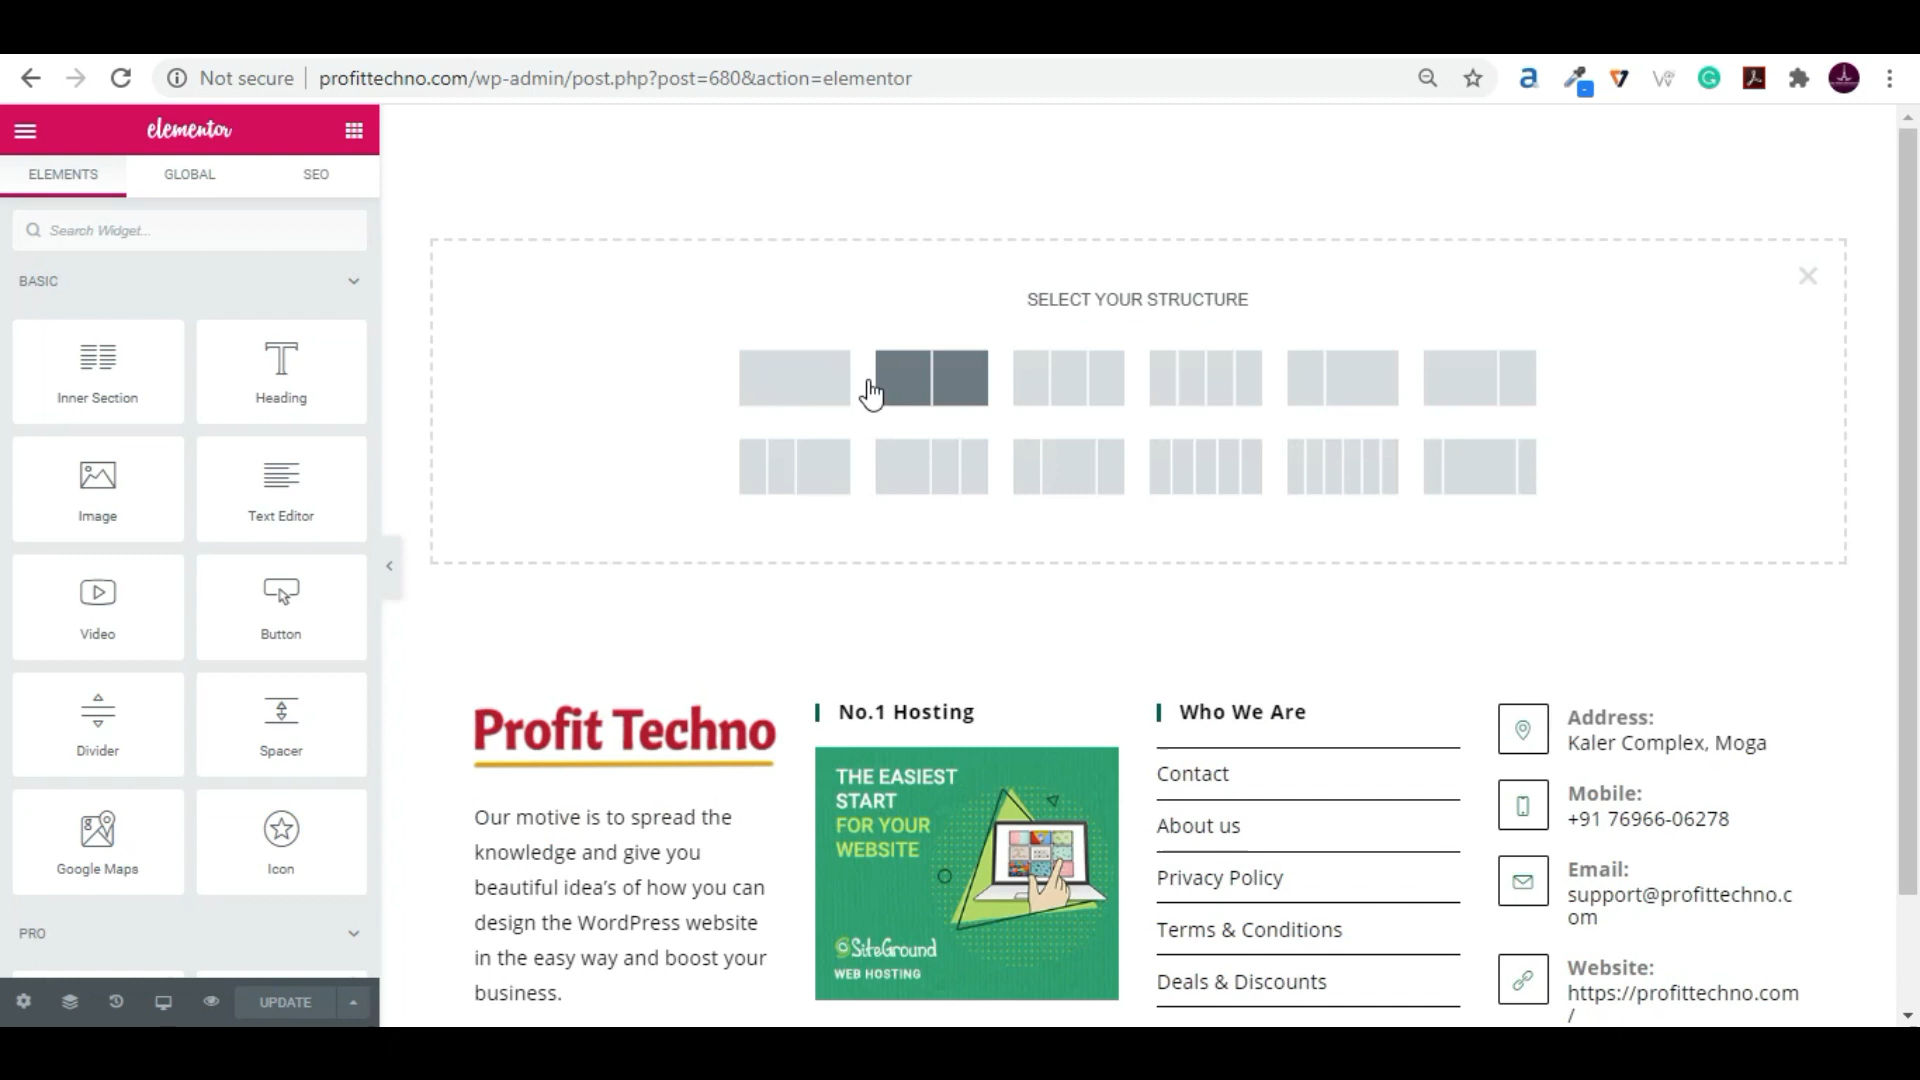 Not secure
profittechno.com/wp-admin/post.php?post=680&action=elementor
elementor
ELEMENTS
GLOBAL
SEO
Search Widget...
BASIC
Inner Section
Heading
Image
Text Editor
Video
Button
Divider
Spacer
Google Maps
Icon
PRO
UPDATE
SELECT YOUR STRUCTURE
Profit Techno
Our motive is to spread the
knowledge and give you
beautiful idea’s of how you can
design the WordPress website
in the easy way and boost your
business.
No.1 Hosting
THE EASIEST
START
FOR YOUR
WEBSITE
SiteGround
WEB HOSTING
Who We Are
Contact
About us
Privacy Policy
Terms & Conditions
Deals & Discounts
Address:
Kaler Complex, Moga
Mobile:
+91 76966-06278
Email:
support@profittechno.c
om
Website:
https://profittechno.com
/